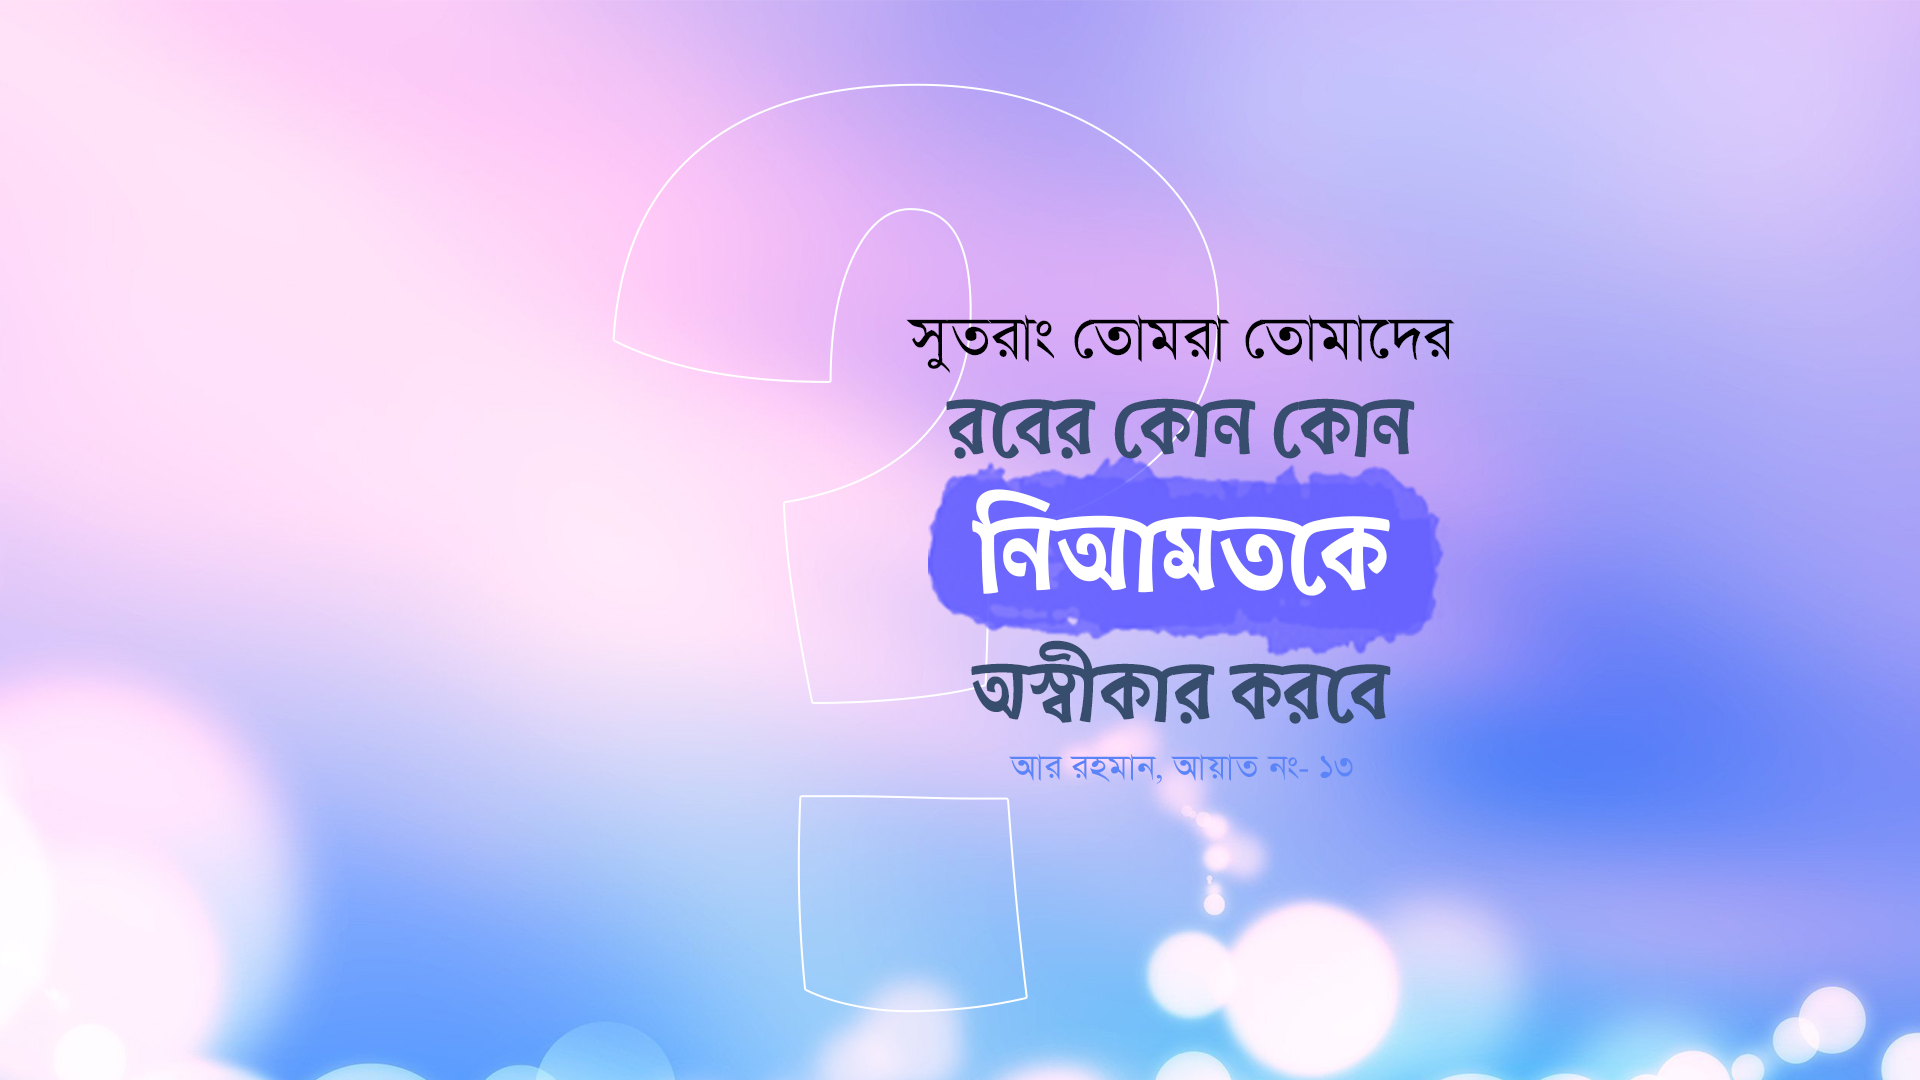 সুতরাং তোমরা তোমাদের
রবের কোন কোন
নিআমতকে
অস্বীকার করবে
আর রহমান, আয়াত নং- ১৩
?